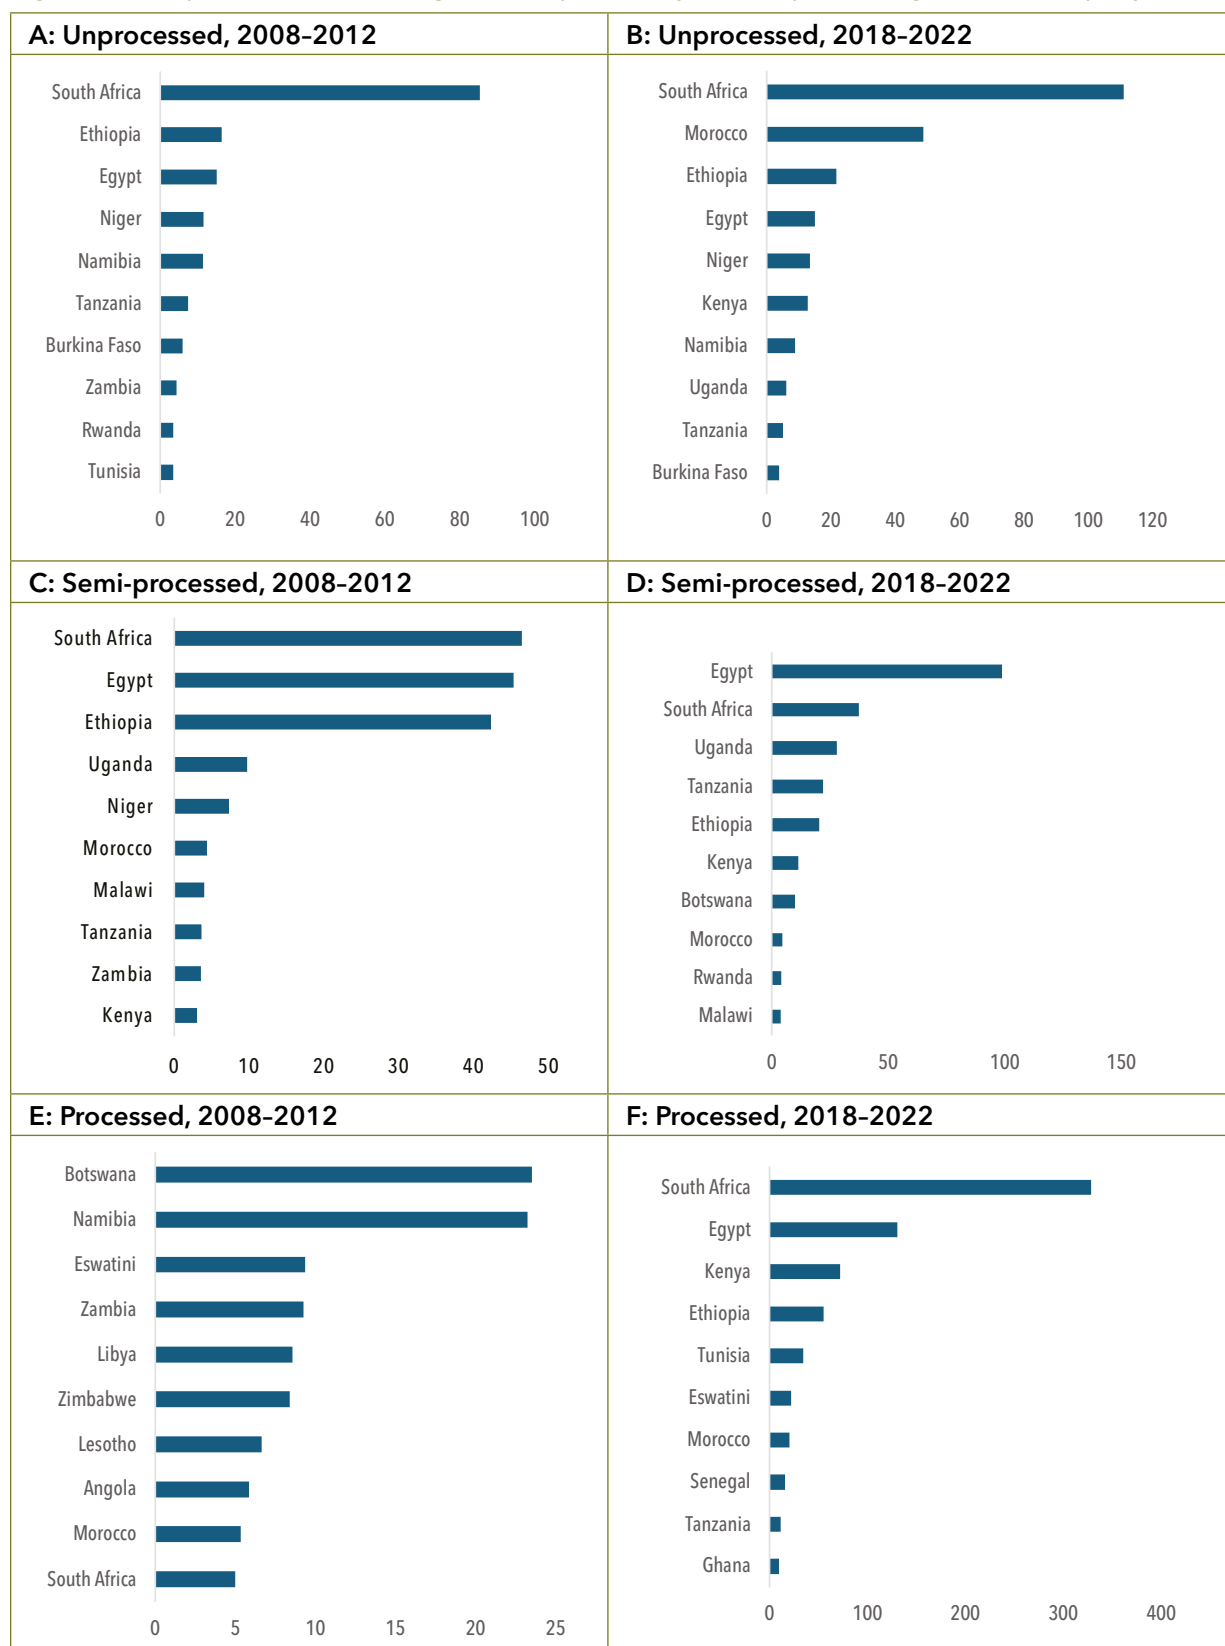 A: Unprocessed, 2008–2012
South Africa
Ethiopia
Egypt
Niger
Namibia
Tanzania
Burkina Faso
Zambia
Rwanda
Tunisia
0 20 40 60 80 100
B: Unprocessed, 2018–2022
South Africa
Morocco
Ethiopia
Egypt
Niger
Kenya
Namibia
Uganda
Tanzania
Burkina Faso
0 20 40 60 80 100 120
C: Semi-processed, 2008–2012
South Africa
Egypt
Ethiopia
Uganda
Niger
Morocco
Malawi
Tanzania
Zambia
Kenya
0 10 20 30 40 50
D: Semi-processed, 2018–2022
Egypt
South Africa
Uganda
Tanzania
Ethiopia
Kenya
Botswana
Morocco
Rwanda
Malawi
0 50 100 150
E: Processed, 2008–2012
Botswana
Namibia
Eswatini
Zambia
Libya
Zimbabwe
Lesotho
Angola
Morocco
South Africa
0 5 10 15 20 25
F: Processed, 2018–2022
South Africa
Egypt
Kenya
Ethiopia
Tunisia
Eswatini
Morocco
Senegal
Tanzania
Ghana
0 100 200 300 400